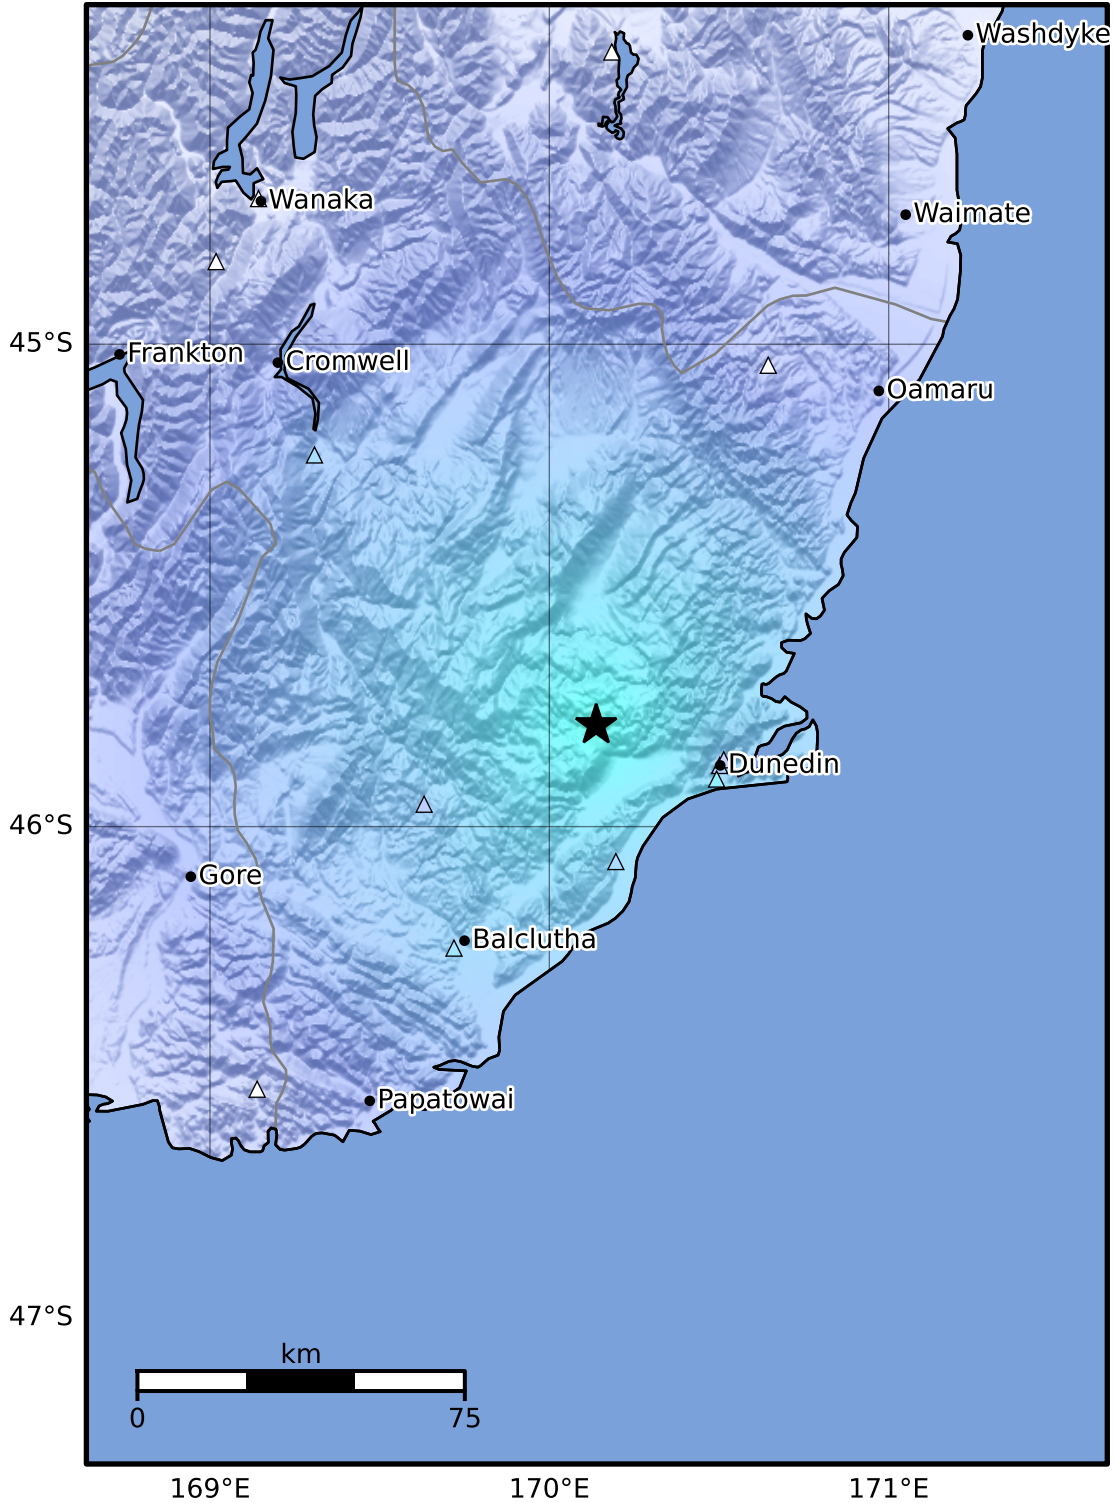 Washdyke
Wanaka
Waimate
45°S
Frankton
Cromwell
Oamaru
Dunedin
46°S
Gore
Balclutha
Papatowai
47°S
km
0
75
169°E
170°E
171°E